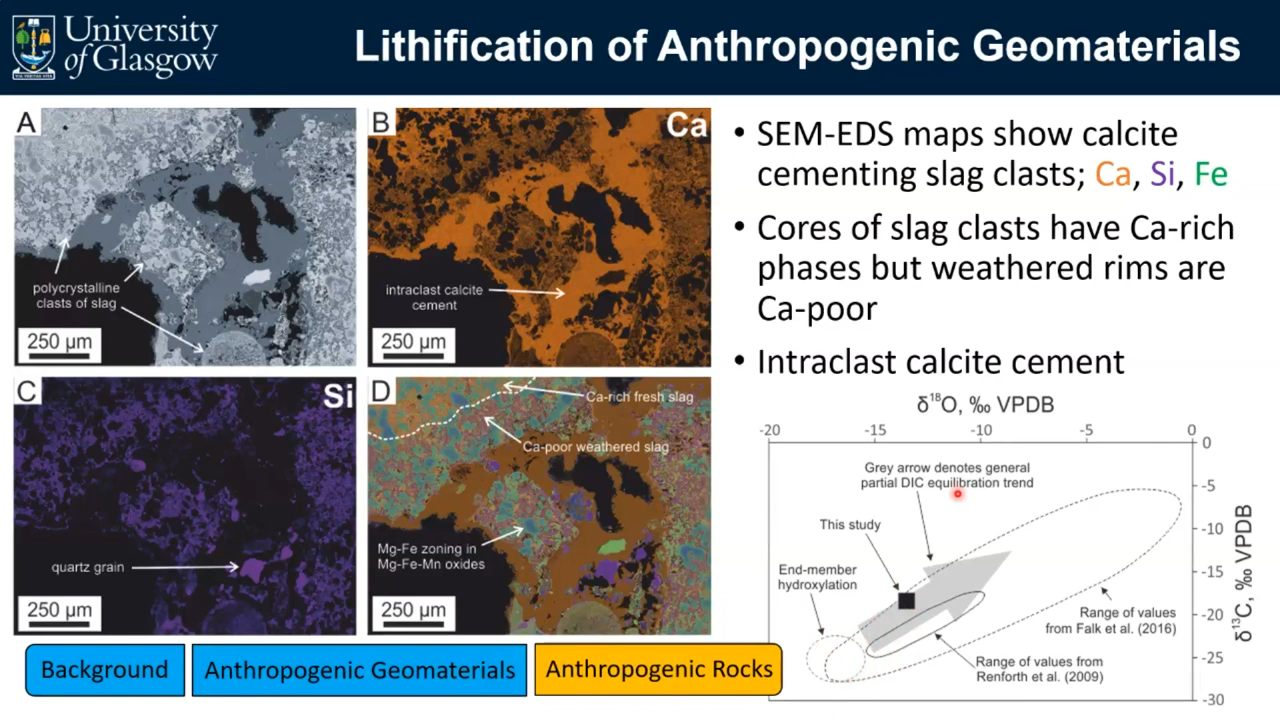 University
of Glasgow
VIA VERITAS VITA
Lithification of Anthropogenic Geomaterials
A
polycrystalline
clasts of slag
250 µm
B
Ca
intraclast calcite
cement
250 µm
C
Si
quartz grain
250 µm
D
Ca-rich fresh slag
Ca-poor weathered slag
Mg-Fe zoning in
Mg-Fe-Mn oxides
250 µm
• SEM-EDS maps show calcite
cementing slag clasts; Ca, Si, Fe
• Cores of slag clasts have Ca-rich
phases but weathered rims are
Ca-poor
• Intraclast calcite cement
δ¹⁸O, ‰ VPDB
-20 -15 -10 -5 0
0
-5
-10
-15
-20
-25
-30
δ¹³C, ‰ VPDB
Grey arrow denotes general
partial DIC equilibration trend
This study
End-member
hydroxylation
Range of values
from Falk et al. (2016)
Range of values from
Renforth et al. (2009)
Background
Anthropogenic Geomaterials
Anthropogenic Rocks